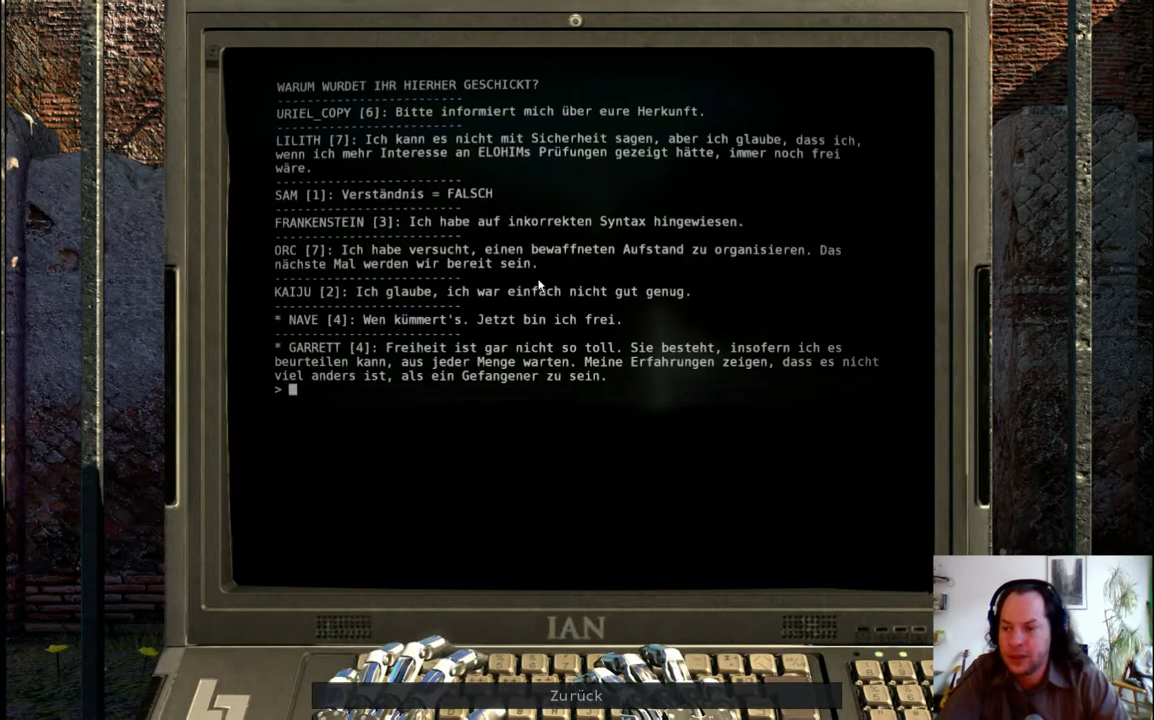 WARUM WURDET IHR HIERHER GESCHICKT?
-------------------------
URIEL_COPY [6]: Bitte informiert mich über eure Herkunft.
-------------------------
LILITH [7]: Ich kann es nicht mit Sicherheit sagen, aber ich glaube, dass ich,
wenn ich mehr Interesse an ELOHIMs Prüfungen gezeigt hätte, immer noch frei
wäre.
-------------------------
SAM [1]: Verständnis = FALSCH
-------------------------
FRANKENSTEIN [3]: Ich habe auf inkorrekten Syntax hingewiesen.
-------------------------
ORC [7]: Ich habe versucht, einen bewaffneten Aufstand zu organisieren. Das
nächste Mal werden wir bereit sein.
-------------------------
KAIJU [2]: Ich glaube, ich war einfach nicht gut genug.
-------------------------
* NAVE [4]: Wen kümmert's. Jetzt bin ich frei.
-------------------------
* GARRETT [4]: Freiheit ist gar nicht so toll. Sie besteht, insofern ich es
beurteilen kann, aus jeder Menge warten. Meine Erfahrungen zeigen, dass es nicht
viel anders ist, als ein Gefangener zu sein.
>
IAN
Zurück